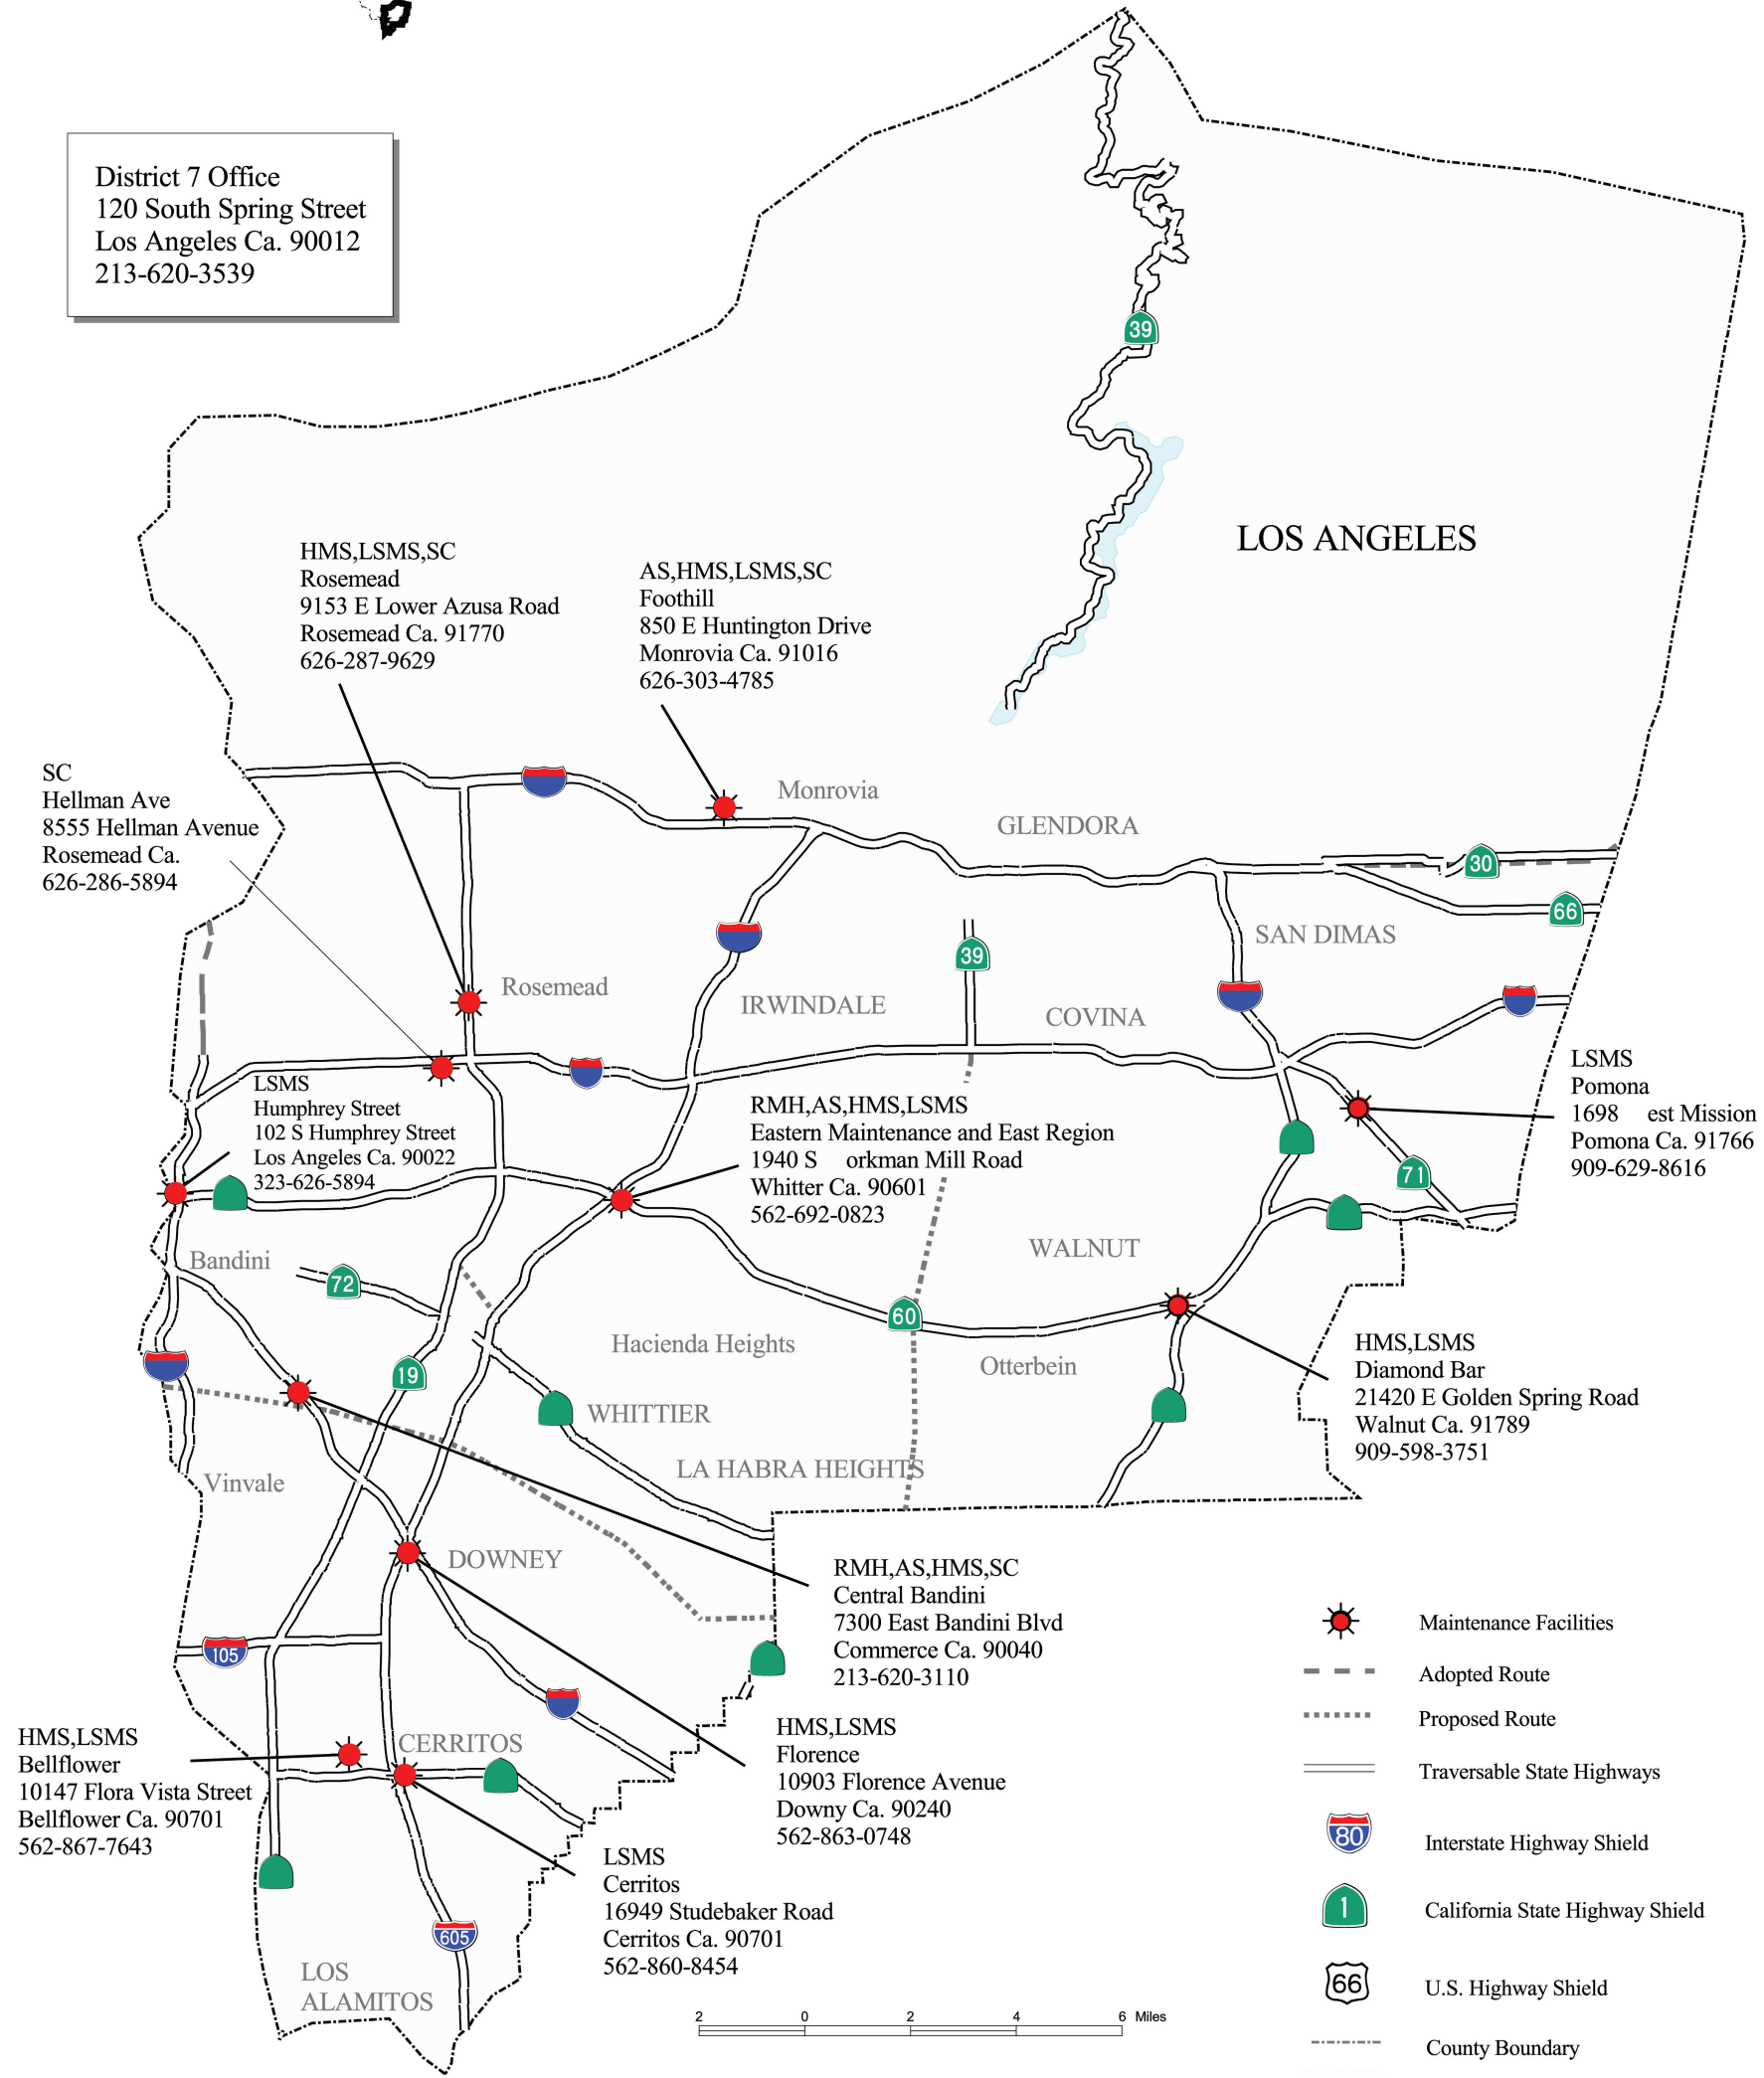 District 7 Office
120 South Spring Street
Los Angeles Ca. 90012
213-620-3539
39
LOS ANGELES
HMS,LSMS,SC
Rosemead
9153 E Lower Azusa Road
Rosemead Ca. 91770
626-287-9629
AS,HMS,LSMS,SC
Foothill
850 E Huntington Drive
Monrovia Ca. 91016
626-303-4785
SC
Hellman Ave
8555 Hellman Avenue
Rosemead Ca.
626-286-5894
Monrovia
GLENDORA
30
66
SAN DIMAS
39
Rosemead
IRWINDALE
COVINA
LSMS
Humphrey Street
102 S Humphrey Street
Los Angeles Ca. 90022
323-626-5894
RMH,AS,HMS,LSMS
Eastern Maintenance and East Region
1940 S orkman Mill Road
Whitter Ca. 90601
562-692-0823
LSMS
Pomona
1698 est Mission
Pomona Ca. 91766
909-629-8616
71
Bandini
72
WALNUT
60
Hacienda Heights
Otterbein
19
WHITTIER
LA HABRA HEIGHTS
Vinvale
HMS,LSMS
Diamond Bar
21420 E Golden Spring Road
Walnut Ca. 91789
909-598-3751
DOWNEY
RMH,AS,HMS,SC
Central Bandini
7300 East Bandini Blvd
Commerce Ca. 90040
213-620-3110
105
HMS,LSMS
Bellflower
10147 Flora Vista Street
Bellflower Ca. 90701
562-867-7643
CERRITOS
HMS,LSMS
Florence
10903 Florence Avenue
Downy Ca. 90240
562-863-0748
LSMS
Cerritos
16949 Studebaker Road
Cerritos Ca. 90701
562-860-8454
605
LOS
ALAMITOS
2 0 2 4 6 Miles
Maintenance Facilities
Adopted Route
Proposed Route
Traversable State Highways
80 Interstate Highway Shield
1 California State Highway Shield
66 U.S. Highway Shield
County Boundary